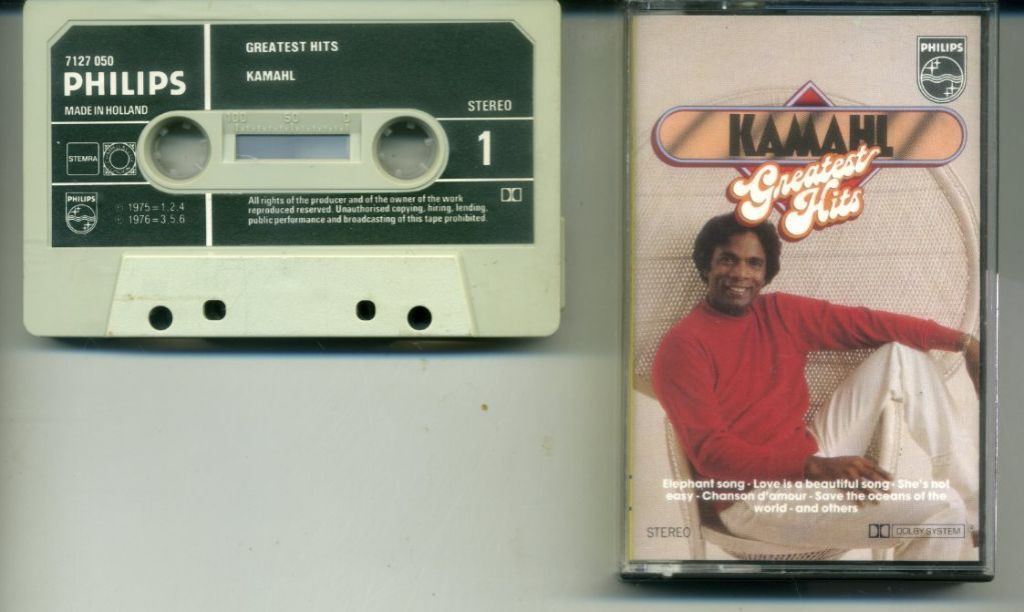 7127 050
PHILIPS
MADE IN HOLLAND
GREATEST HITS
KAMAHL
STEREO
1
100 50 0
STEMRA
PHILIPS
℗ 1975=1.2.4
℗ 1976=3.5.6
All rights of the producer and of the owner of the work
reproduced reserved. Unauthorised copying, hiring, lending,
public performance and broadcasting of this tape prohibited.
PHILIPS
KAMAHL
Greatest
Hits
Elephant song - Love is a beautiful song - She's not
easy - Chanson d'amour - Save the oceans of the
world - and others
STEREO
DOLBY SYSTEM